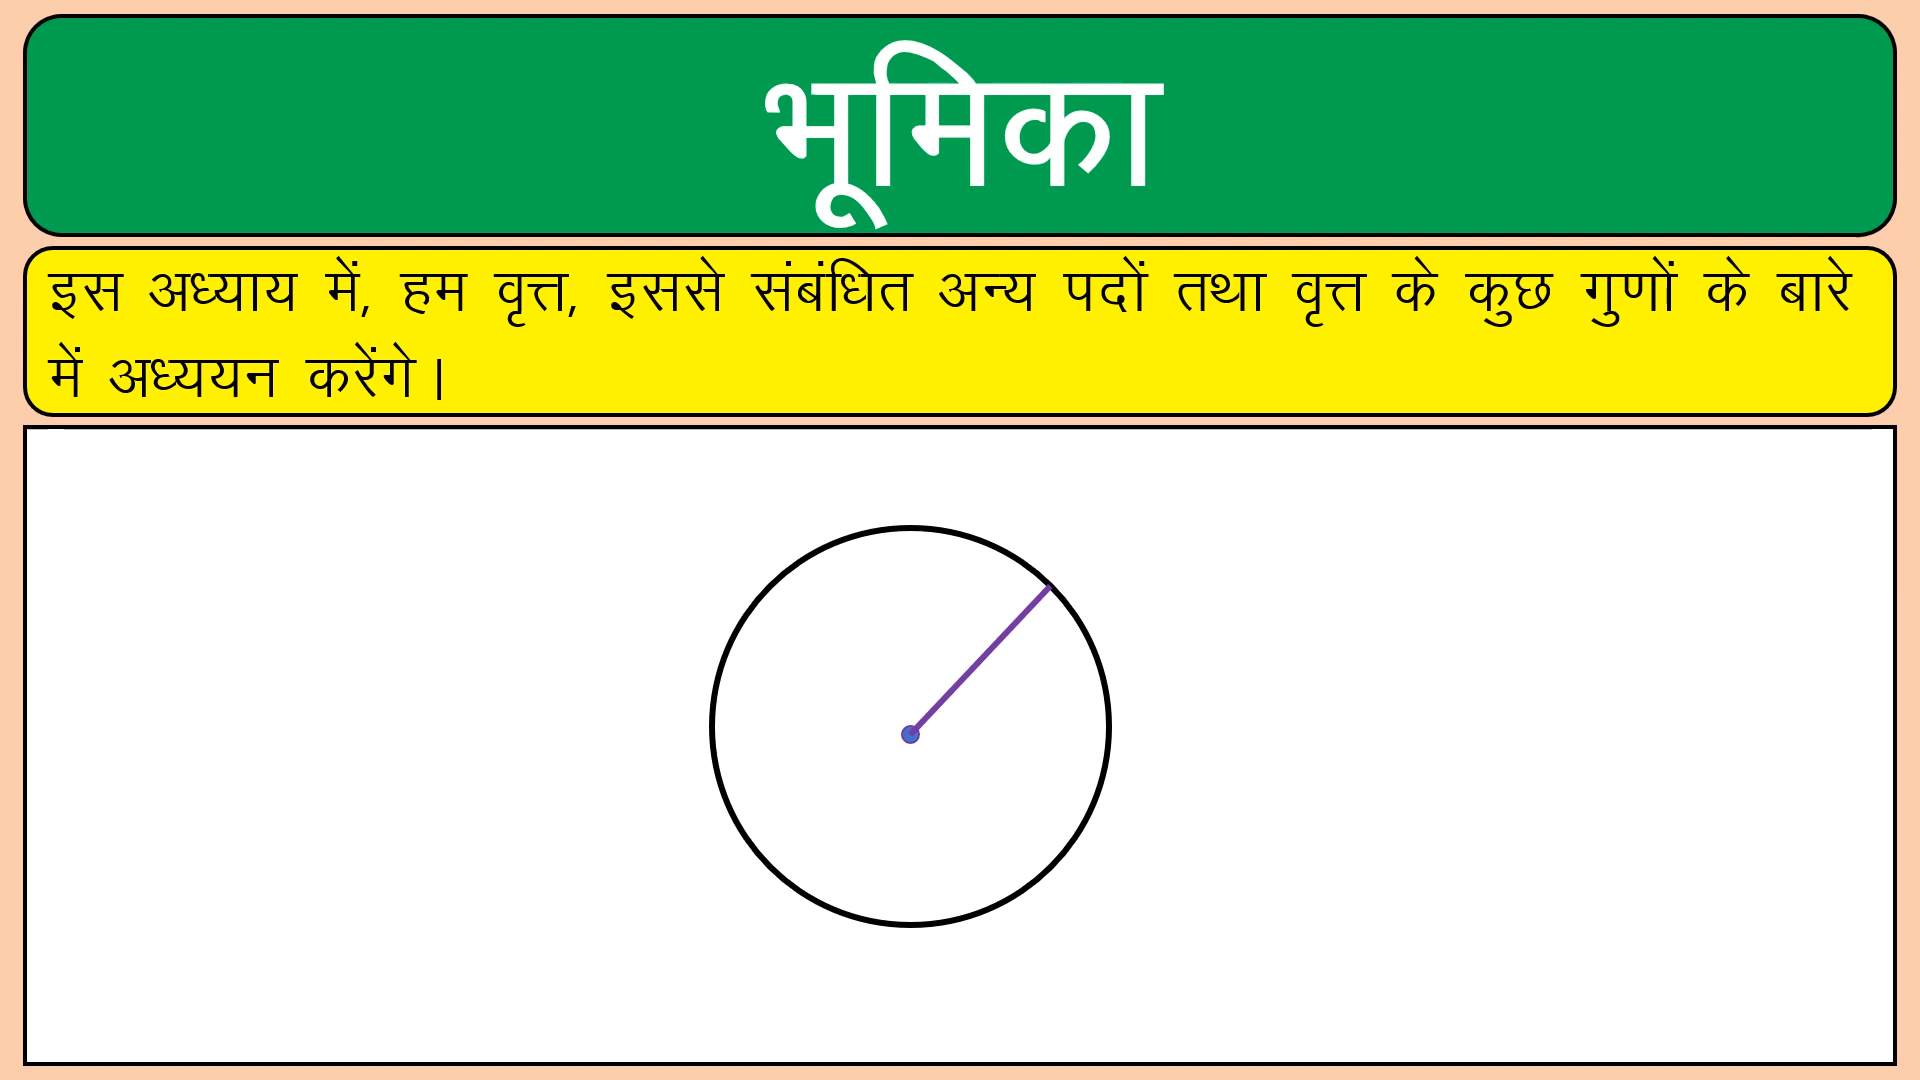 भूमिका
इस अध्याय में, हम वृत्त, इससे संबंधित अन्य पदों तथा वृत्त के कुछ गुणों के बारे
में अध्ययन करेंगे।